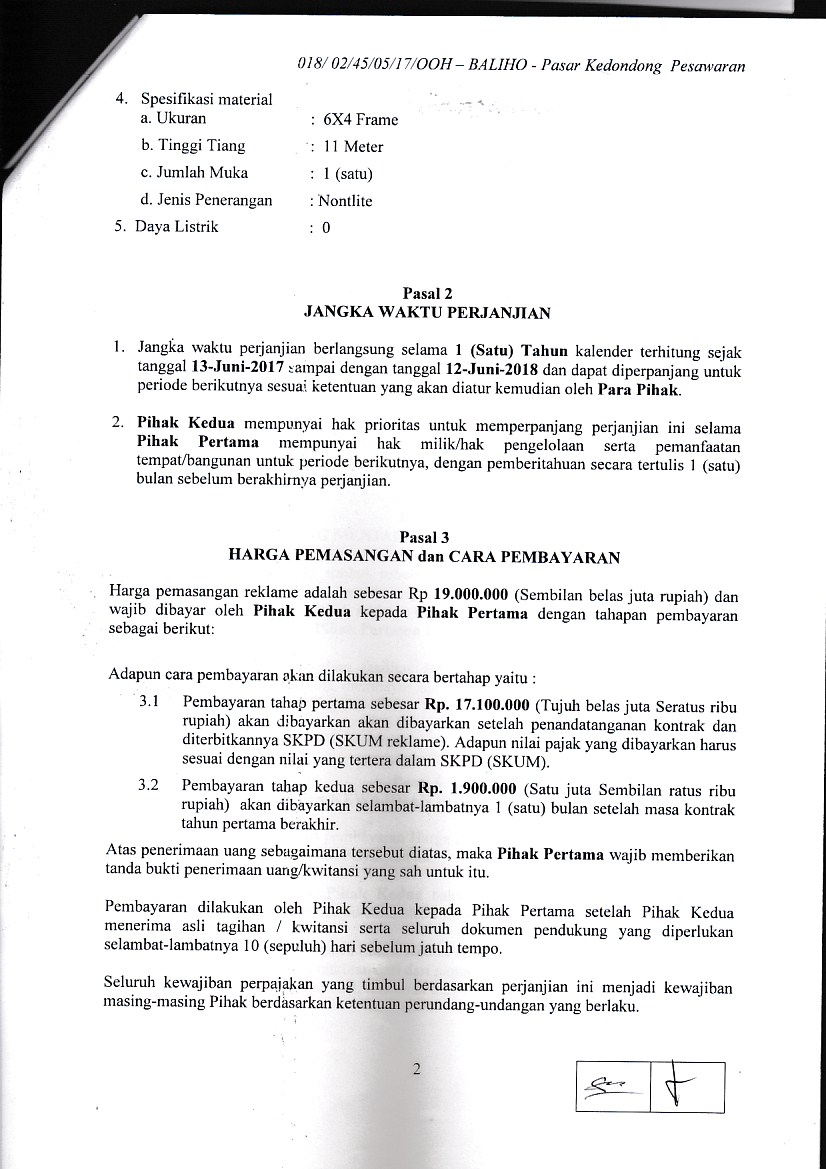 018/ 02/45/05/17/OOH – BALIHO - Pasar Kedondong Pesawaran
4. Spesifikasi material
a. Ukuran : 6X4 Frame
b. Tinggi Tiang : 11 Meter
c. Jumlah Muka : 1 (satu)
d. Jenis Penerangan : Nontlite
5. Daya Listrik : 0
Pasal 2
JANGKA WAKTU PERJANJIAN
1. Jangka waktu perjanjian berlangsung selama 1 (Satu) Tahun kalender terhitung sejak
tanggal 13-Juni-2017 sampai dengan tanggal 12-Juni-2018 dan dapat diperpanjang untuk
periode berikutnya sesuai ketentuan yang akan diatur kemudian oleh Para Pihak.
2. Pihak Kedua mempunyai hak prioritas untuk memperpanjang perjanjian ini selama
Pihak Pertama mempunyai hak milik/hak pengelolaan serta pemanfaatan
tempat/bangunan untuk periode berikutnya, dengan pemberitahuan secara tertulis 1 (satu)
bulan sebelum berakhirnya perjanjian.
Pasal 3
HARGA PEMASANGAN dan CARA PEMBAYARAN
Harga pemasangan reklame adalah sebesar Rp 19.000.000 (Sembilan belas juta rupiah) dan
wajib dibayar oleh Pihak Kedua kepada Pihak Pertama dengan tahapan pembayaran
sebagai berikut:
Adapun cara pembayaran akan dilakukan secara bertahap yaitu :
3.1 Pembayaran tahap pertama sebesar Rp. 17.100.000 (Tujuh belas juta Seratus ribu
rupiah) akan dibayarkan akan dibayarkan setelah penandatanganan kontrak dan
diterbitkannya SKPD (SKUM reklame). Adapun nilai pajak yang dibayarkan harus
sesuai dengan nilai yang tertera dalam SKPD (SKUM).
3.2 Pembayaran tahap kedua sebesar Rp. 1.900.000 (Satu juta Sembilan ratus ribu
rupiah) akan dibayarkan selambat-lambatnya 1 (satu) bulan setelah masa kontrak
tahun pertama berakhir.
Atas penerimaan uang sebagaimana tersebut diatas, maka Pihak Pertama wajib memberikan
tanda bukti penerimaan uang/kwitansi yang sah untuk itu.
Pembayaran dilakukan oleh Pihak Kedua kepada Pihak Pertama setelah Pihak Kedua
menerima asli tagihan / kwitansi serta seluruh dokumen pendukung yang diperlukan
selambat-lambatnya 10 (sepuluh) hari sebelum jatuh tempo.
Seluruh kewajiban perpajakan yang timbul berdasarkan perjanjian ini menjadi kewajiban
masing-masing Pihak berdasarkan ketentuan perundang-undangan yang berlaku.
2